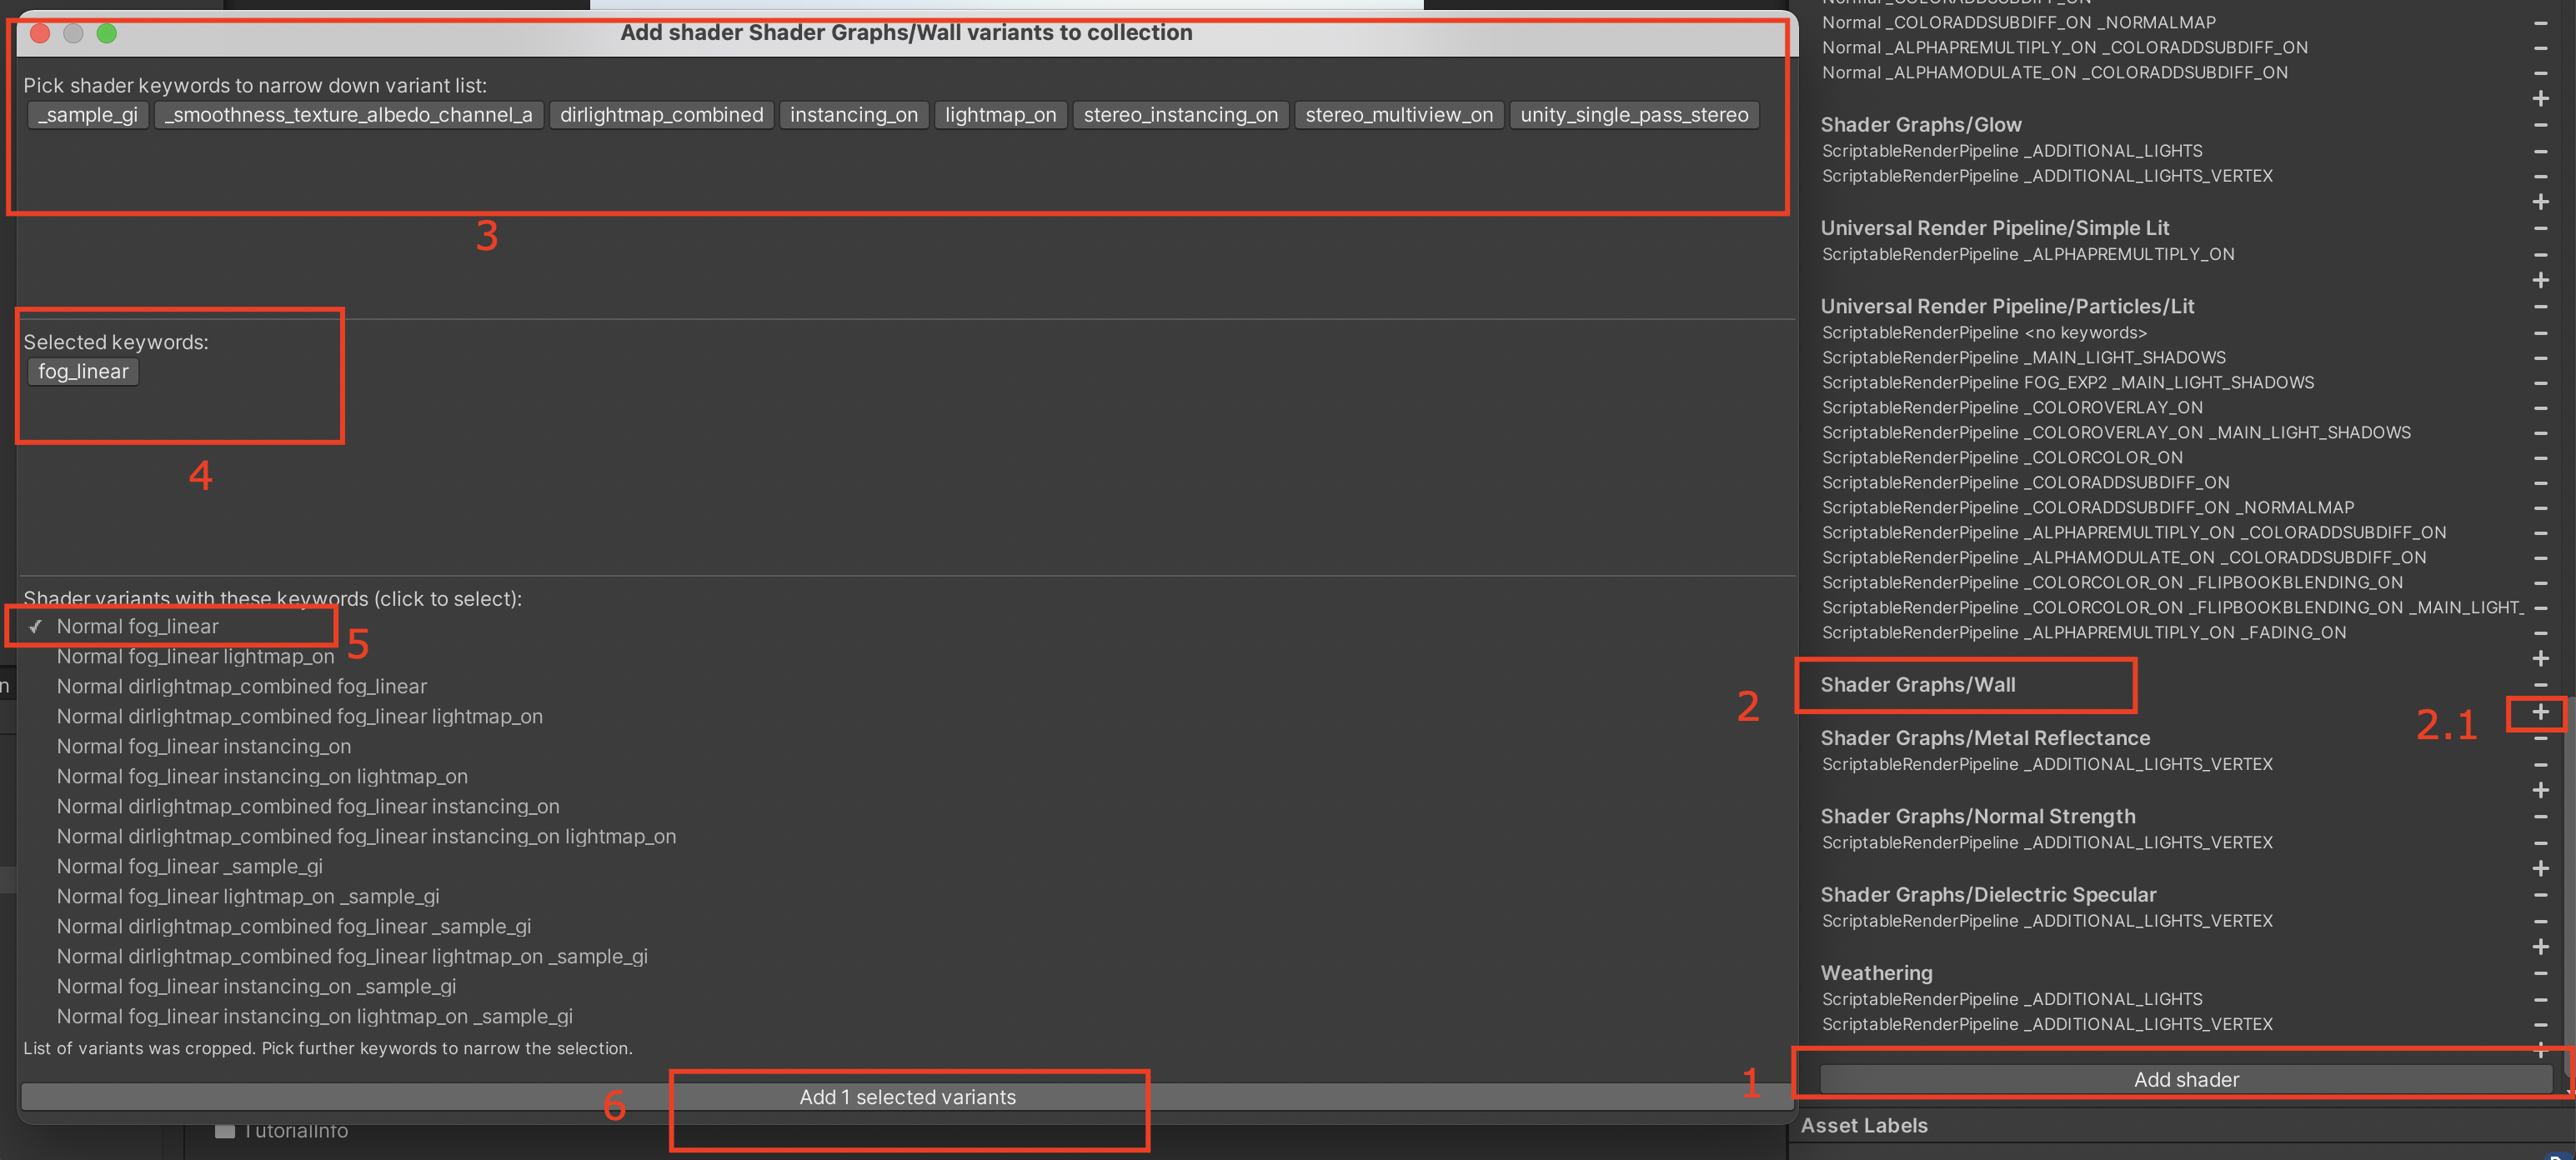 Add shader Shader Graphs/Wall variants to collection
Pick shader keywords to narrow down variant list:
_sample_gi _smoothness_texture_albedo_channel_a dirlightmap_combined instancing_on lightmap_on stereo_instancing_on stereo_multiview_on unity_single_pass_stereo
3
Selected keywords:
fog_linear
4
Shader variants with these keywords (click to select):
✓ Normal fog_linear
5
Normal fog_linear lightmap_on
Normal dirlightmap_combined fog_linear
Normal dirlightmap_combined fog_linear lightmap_on
Normal fog_linear instancing_on
Normal fog_linear instancing_on lightmap_on
Normal dirlightmap_combined fog_linear instancing_on
Normal dirlightmap_combined fog_linear instancing_on lightmap_on
Normal fog_linear _sample_gi
Normal fog_linear lightmap_on _sample_gi
Normal dirlightmap_combined fog_linear _sample_gi
Normal dirlightmap_combined fog_linear lightmap_on _sample_gi
Normal fog_linear instancing_on _sample_gi
Normal fog_linear instancing_on lightmap_on _sample_gi
List of variants was cropped. Pick further keywords to narrow the selection.
Add 1 selected variants
6
TutorialInfo
Normal _COLORADDSUBDIFF_ON
Normal _COLORADDSUBDIFF_ON _NORMALMAP
Normal _ALPHAPREMULTIPLY_ON _COLORADDSUBDIFF_ON
Normal _ALPHAMODULATE_ON _COLORADDSUBDIFF_ON
Shader Graphs/Glow
ScriptableRenderPipeline _ADDITIONAL_LIGHTS
ScriptableRenderPipeline _ADDITIONAL_LIGHTS_VERTEX
Universal Render Pipeline/Simple Lit
ScriptableRenderPipeline _ALPHAPREMULTIPLY_ON
Universal Render Pipeline/Particles/Lit
ScriptableRenderPipeline <no keywords>
ScriptableRenderPipeline _MAIN_LIGHT_SHADOWS
ScriptableRenderPipeline FOG_EXP2 _MAIN_LIGHT_SHADOWS
ScriptableRenderPipeline _COLOROVERLAY_ON
ScriptableRenderPipeline _COLOROVERLAY_ON _MAIN_LIGHT_SHADOWS
ScriptableRenderPipeline _COLORCOLOR_ON
ScriptableRenderPipeline _COLORADDSUBDIFF_ON
ScriptableRenderPipeline _COLORADDSUBDIFF_ON _NORMALMAP
ScriptableRenderPipeline _ALPHAPREMULTIPLY_ON _COLORADDSUBDIFF_ON
ScriptableRenderPipeline _ALPHAMODULATE_ON _COLORADDSUBDIFF_ON
ScriptableRenderPipeline _COLORCOLOR_ON _FLIPBOOKBLENDING_ON
ScriptableRenderPipeline _COLORCOLOR_ON _FLIPBOOKBLENDING_ON _MAIN_LIGHT_
ScriptableRenderPipeline _ALPHAPREMULTIPLY_ON _FADING_ON
2
Shader Graphs/Wall
2.1
Shader Graphs/Metal Reflectance
ScriptableRenderPipeline _ADDITIONAL_LIGHTS_VERTEX
Shader Graphs/Normal Strength
ScriptableRenderPipeline _ADDITIONAL_LIGHTS_VERTEX
Shader Graphs/Dielectric Specular
ScriptableRenderPipeline _ADDITIONAL_LIGHTS_VERTEX
Weathering
ScriptableRenderPipeline _ADDITIONAL_LIGHTS
ScriptableRenderPipeline _ADDITIONAL_LIGHTS_VERTEX
1
Add shader
Asset Labels